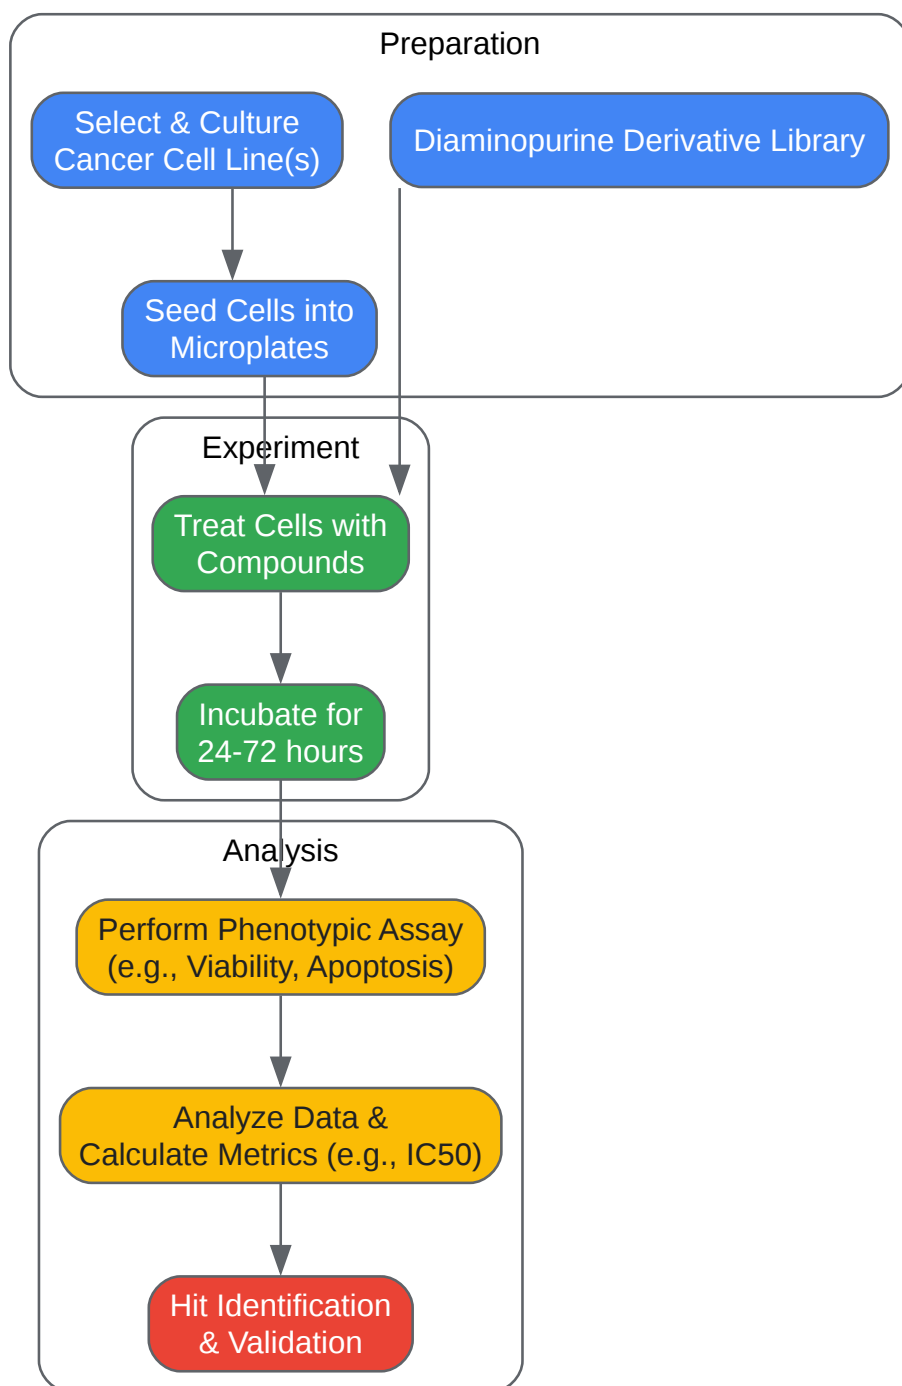 Preparation
Select & Culture
Cancer Cell Line(s)
Diaminopurine Derivative Library
Seed Cells into
Microplates
Experiment
Treat Cells with
Compounds
Incubate for
24-72 hours
Analysis
Perform Phenotypic Assay
(e.g., Viability, Apoptosis)
Analyze Data &
Calculate Metrics (e.g., IC50)
Hit Identification
& Validation